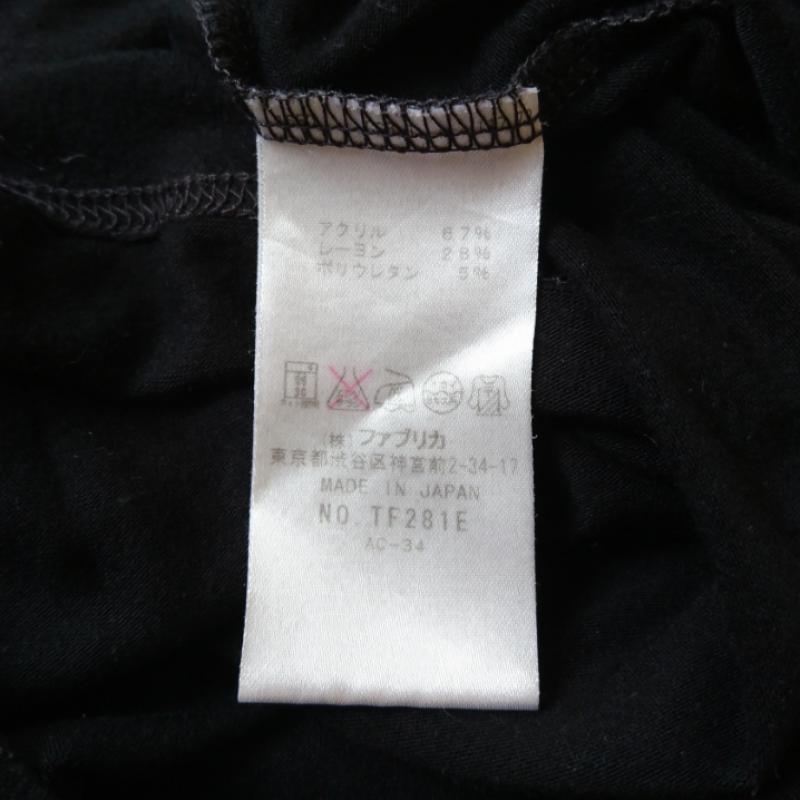 アクリル 67%
レーヨン 28%
ポリウレタン 5%
(株)ファブリカ
東京都渋谷区神宮前2-34-17
MADE IN JAPAN
NO. TF281E
AC-34